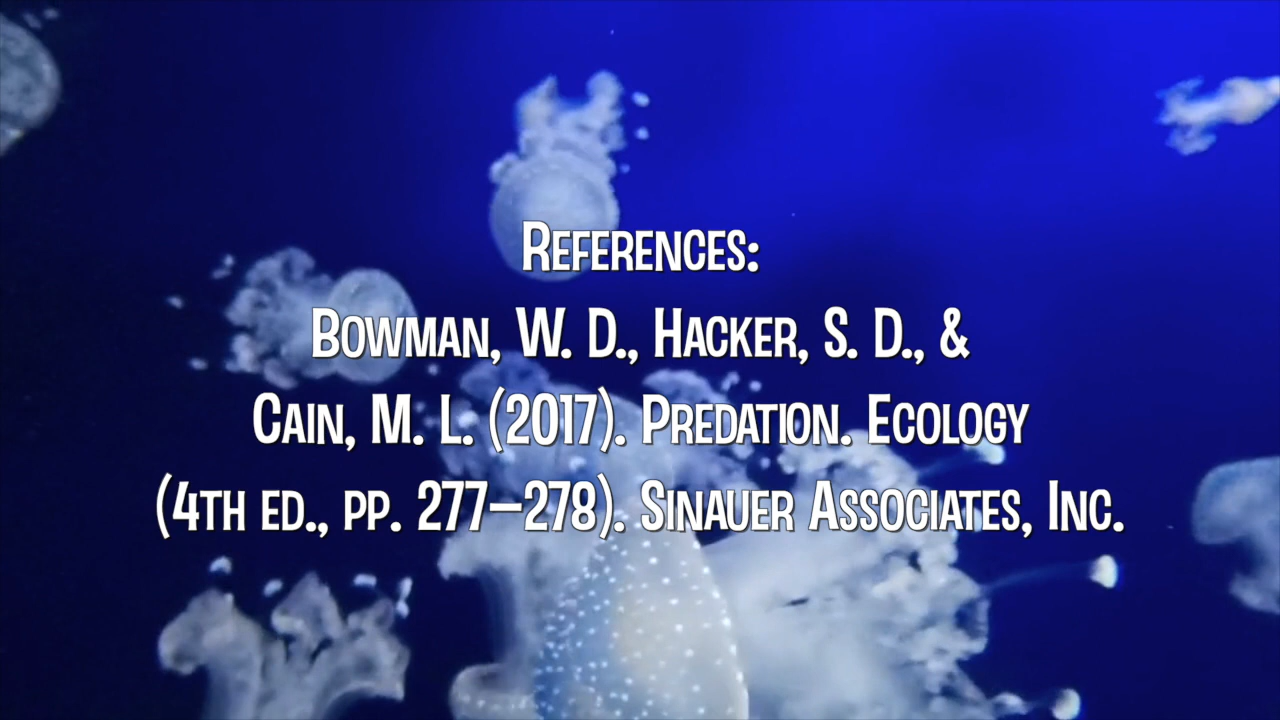 References:
Bowman, W. D., Hacker, S. D., &
Cain, M. L. (2017). Predation. Ecology
(4th ed., pp. 277–278). Sinauer Associates, Inc.